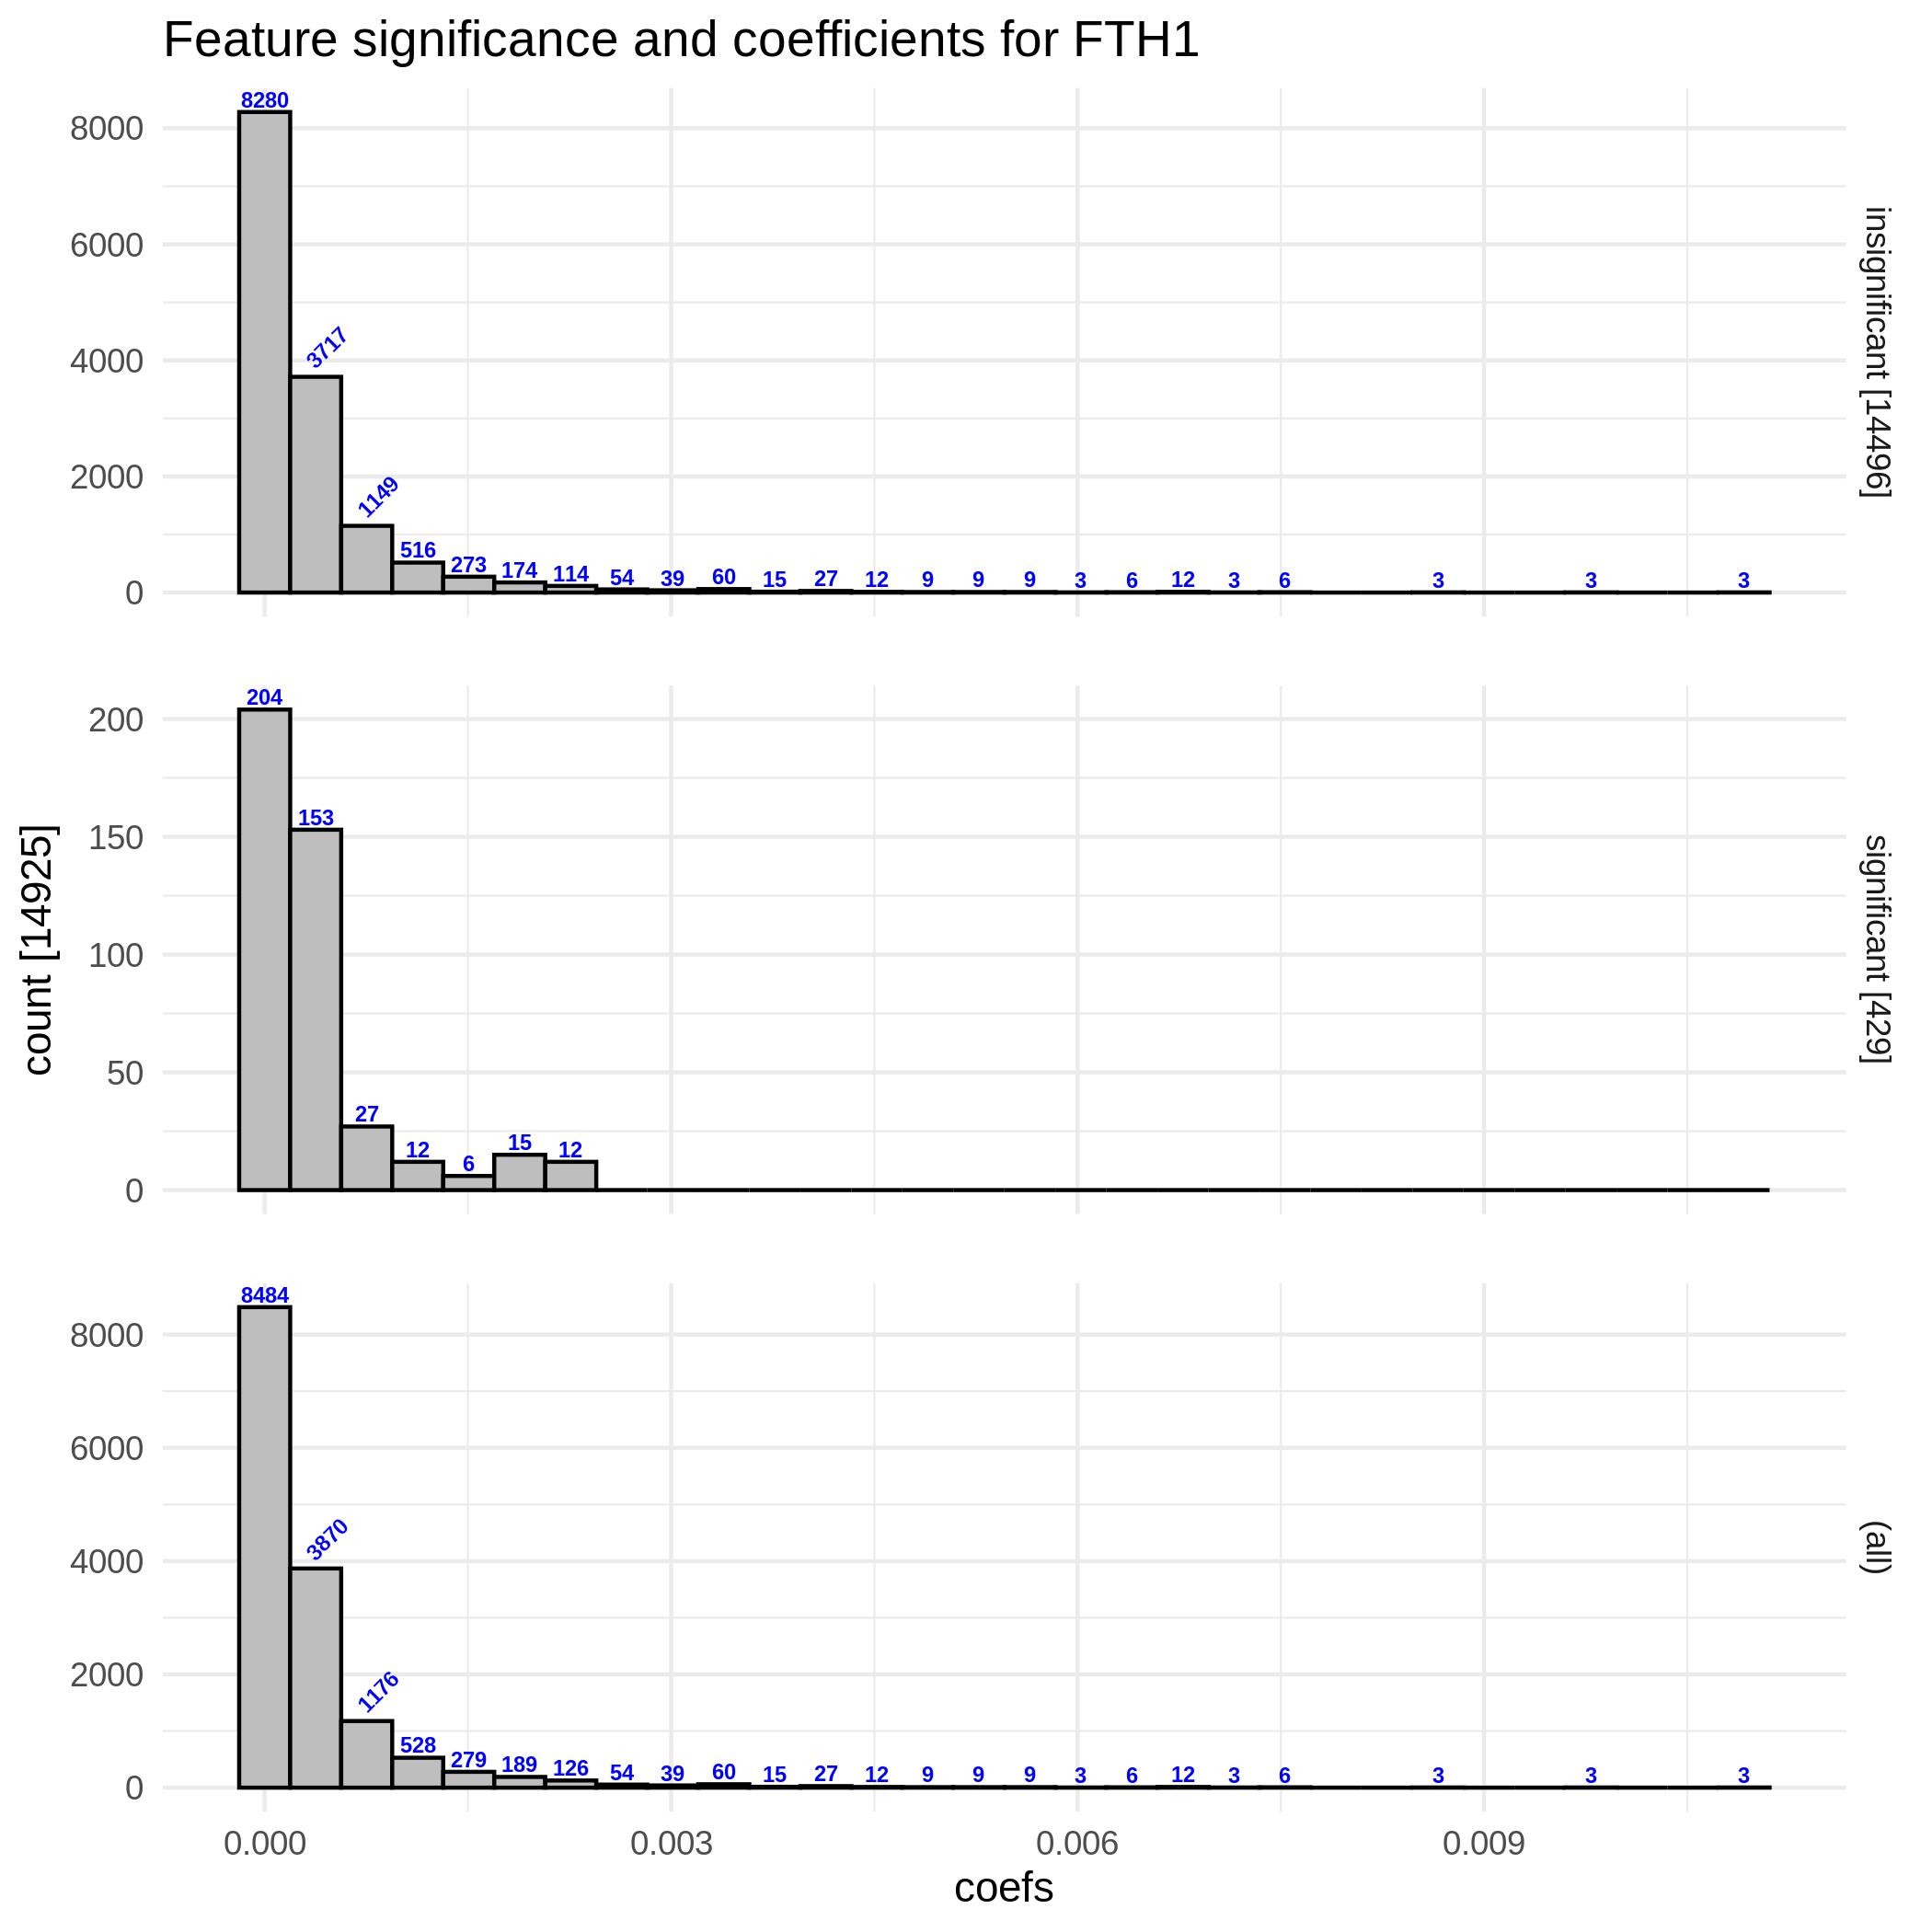 Feature significance and coefficients for FTH1
8280
8000
6000
4000
2000
0
3717
1149
516 273 174 114 54 39 60 15 27 12 9 9 9 3 6 12 3 6 3 3 3
insignificant [14496]
count [14925]
204
200
150
100
50
0
153
27
12 6 15 12
significant [429]
8484
8000
6000
4000
2000
0
3870
1176
528 279 189 126 54 39 60 15 27 12 9 9 9 3 6 12 3 6 3 3 3
(all)
0.000 0.003 0.006 0.009
coefs